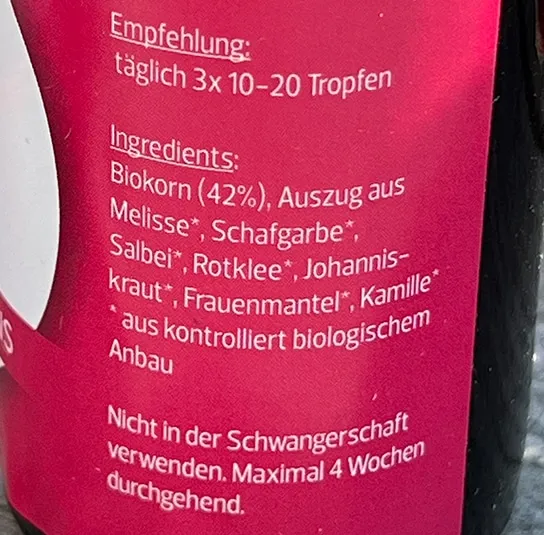 Empfehlung:
täglich 3x 10-20 Tropfen
Ingredients:
Biokorn (42%), Auszug aus
Melisse*, Schafgarbe*,
Salbei*, Rotklee*, Johannis-
kraut*, Frauenmantel*, Kamille*
* aus kontrolliert biologischem
Anbau
Nicht in der Schwangerschaft
verwenden. Maximal 4 Wochen
durchgehend.